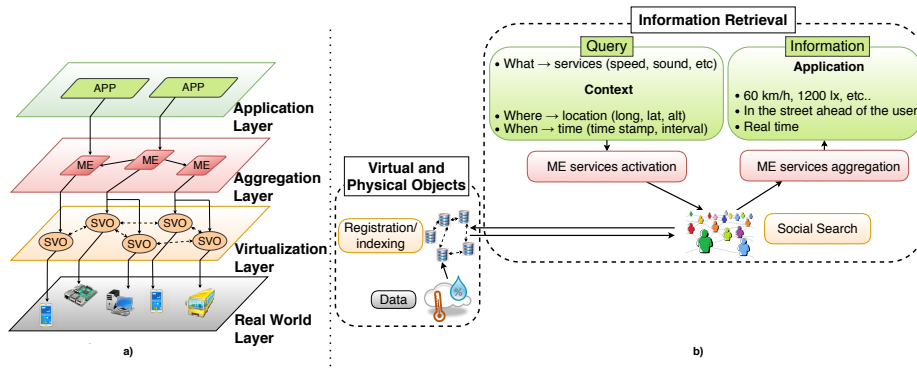 APP
APP
Application
Layer
ME
ME
ME
Aggregation
Layer
SVO
SVO
SVO
SVO
SVO
Virtualization
Layer
Real World
Layer
a)
Information Retrieval
Query
• What → services (speed, sound, etc)
Context
• Where → location (long, lat, alt)
• When → time (time stamp, interval)
Information
Application
• 60 km/h, 1200 lx, etc..
• In the street ahead of the user
• Real time
ME services activation
ME services aggregation
Virtual and
Physical Objects
Registration/
indexing
Social Search
Data
%
b)